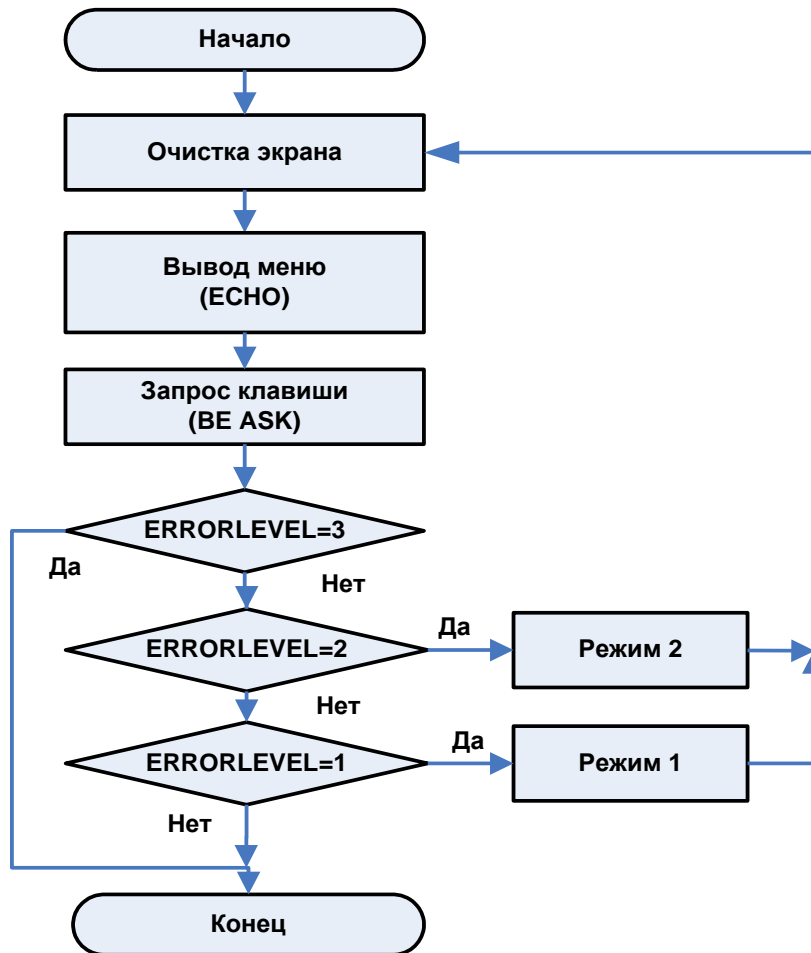 Начало
Очистка экрана
Вывод меню
(ECHO)
Запрос клавиши
(BE ASK)
ERRORLEVEL=3
Да
Нет
ERRORLEVEL=2
Да
Режим 2
Нет
ERRORLEVEL=1
Да
Режим 1
Нет
Конец